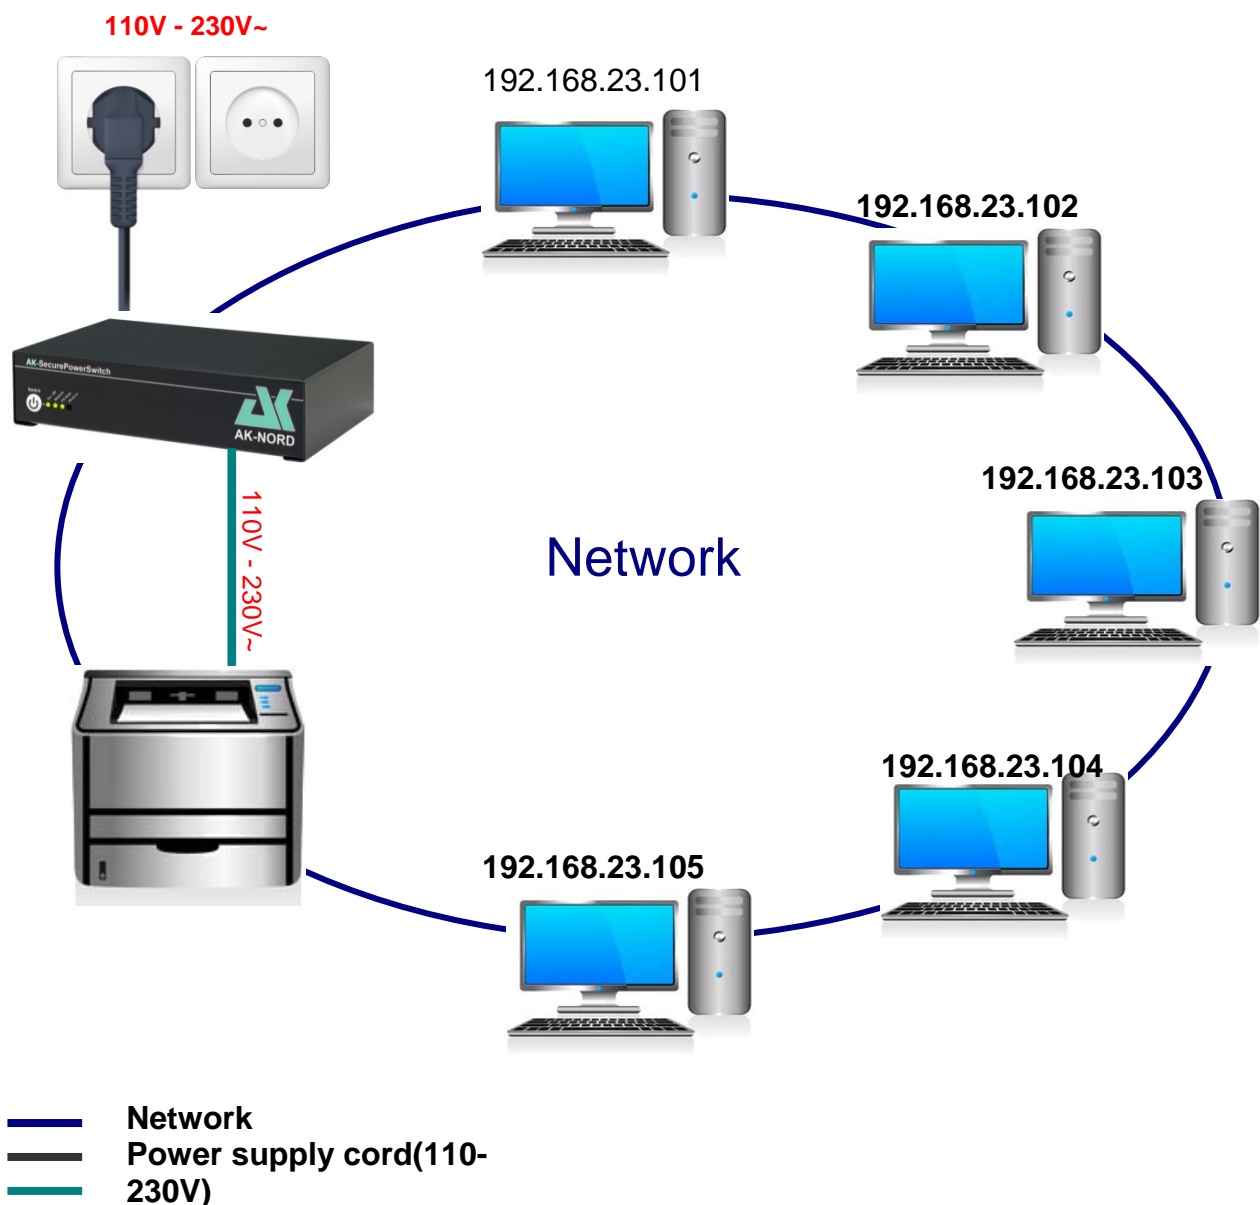 110V - 230V~
192.168.23.101
192.168.23.102
AK-SecurePowerSwitch
Switch
AK-NORD
110V - 230V~
192.168.23.103
Network
192.168.23.104
192.168.23.105
Network
Power supply cord(110-
230V)